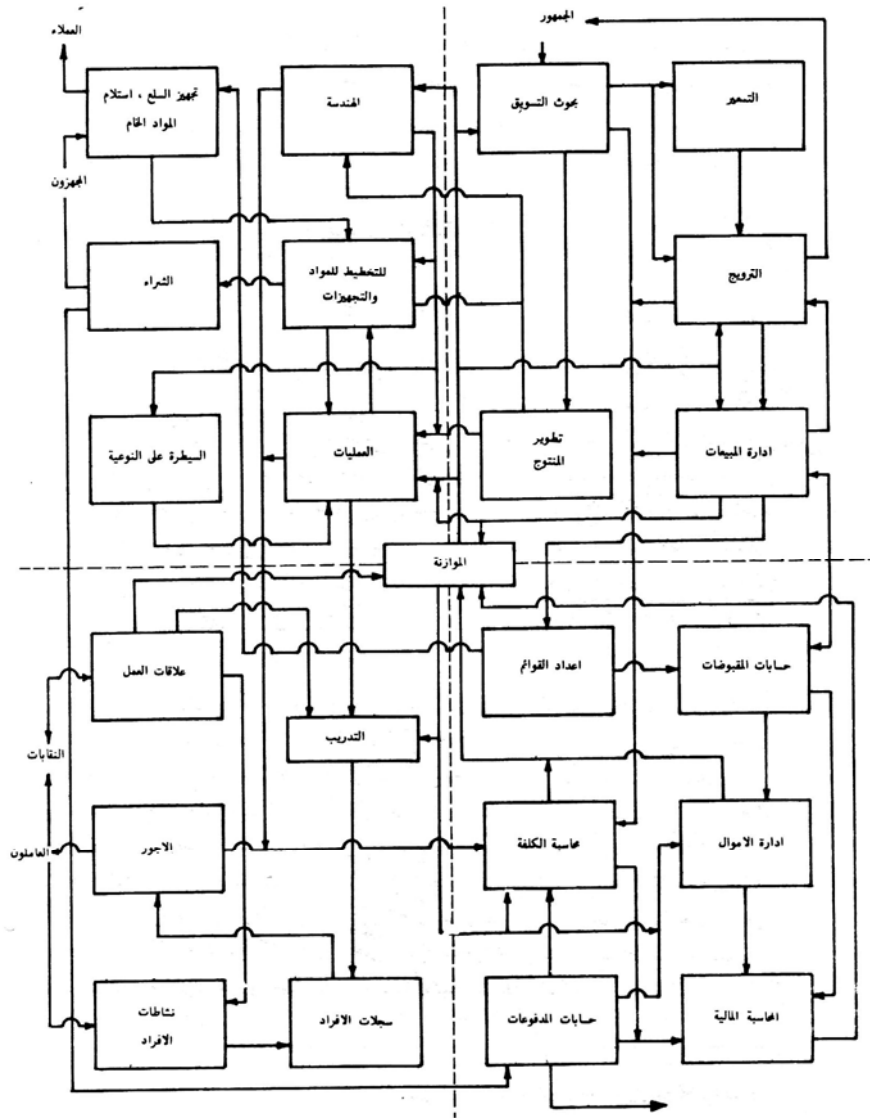 الجمهور
العملاء
بحوث التسويق
التسعير
الهندسة
تجهيز السلع ، استلام
المواد الخام
المجهزون
الترويج
للتخطيط للمواد
والتجهيزات
الشراء
ادارة المبيعات
تطوير
المنتوج
العمليات
السيطرة على النوعية
الموازنة
حسابات المقبوضات
اعداد القوائم
علاقات العمل
التدريب
النقابات
ادارة الاموال
محاسبة الكلفة
الاجور
العاملون
المحاسبة المالية
حسابات المدفوعات
سجلات الافراد
نشاطات
الافراد